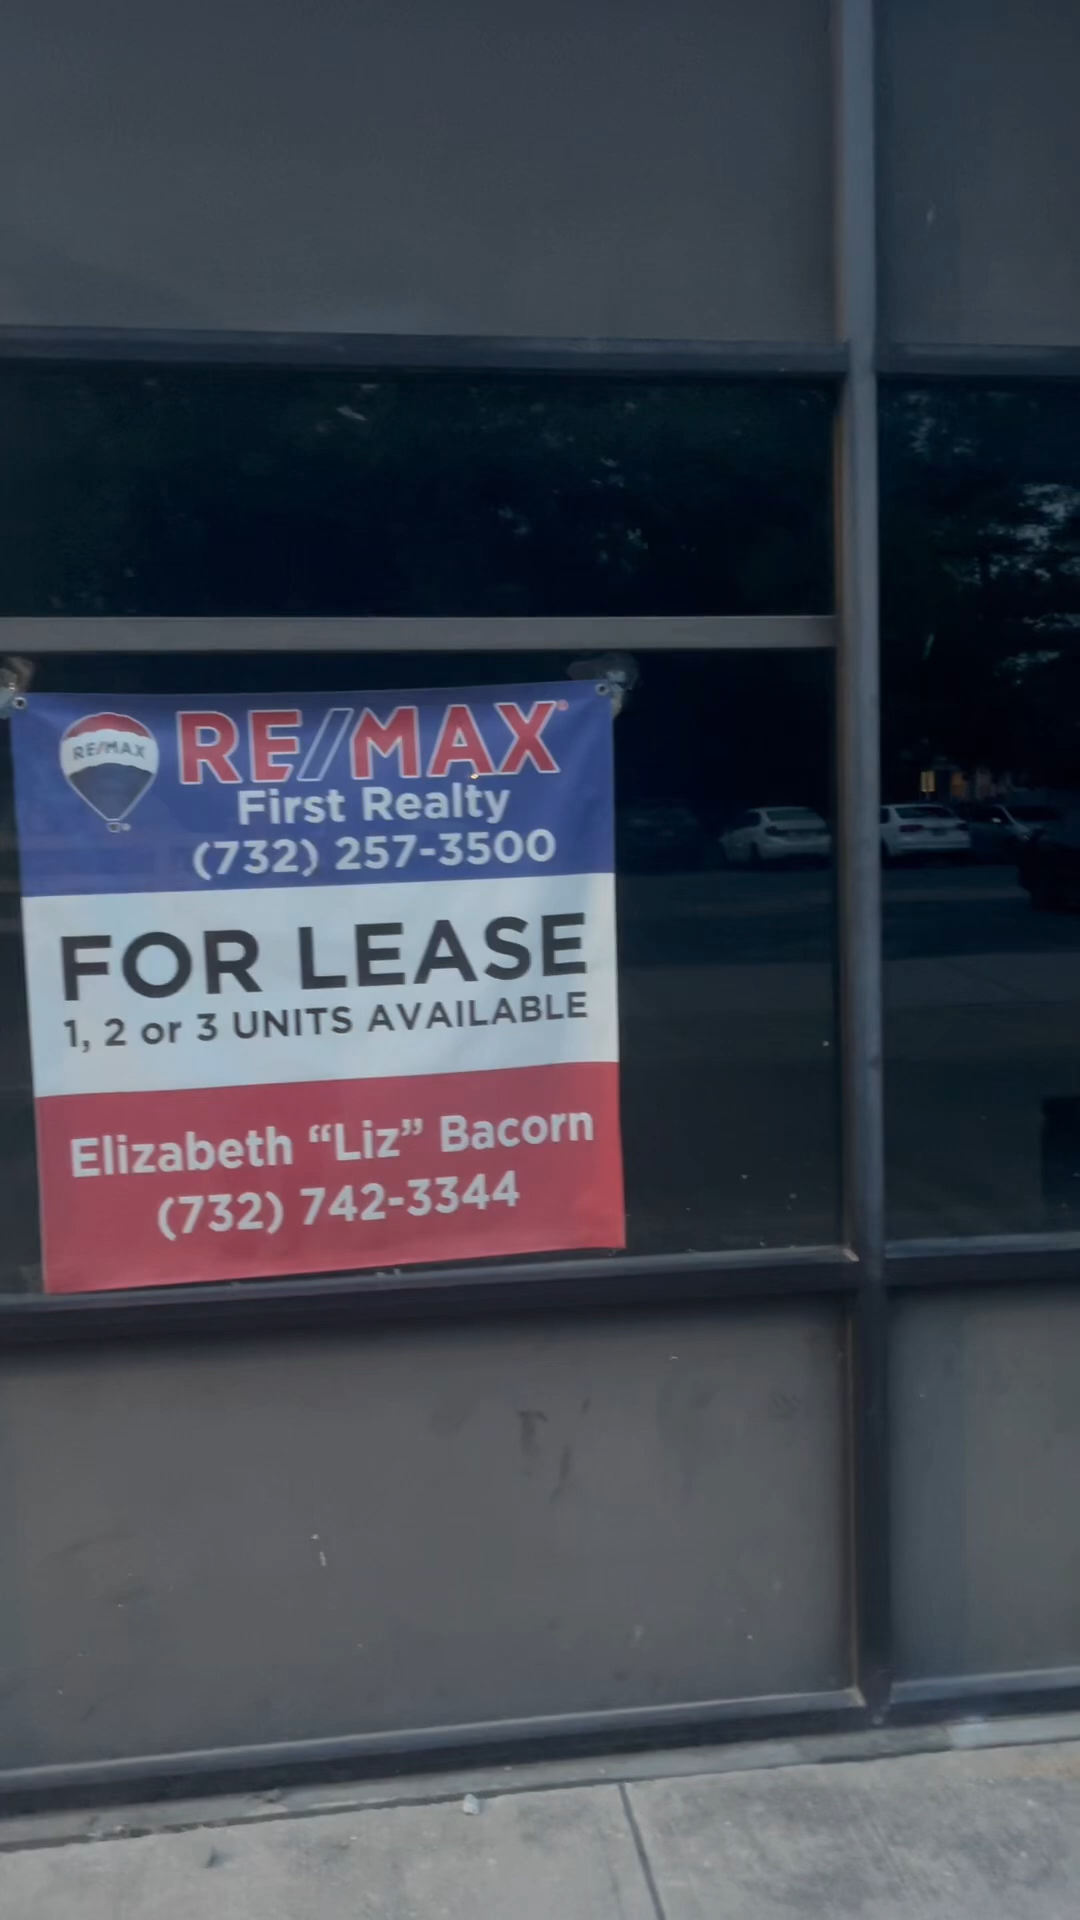 RE/MAX
RE/MAX®
First Realty
(732) 257-3500
FOR LEASE
1, 2 or 3 UNITS AVAILABLE
Elizabeth “Liz” Bacorn
(732) 742-3344